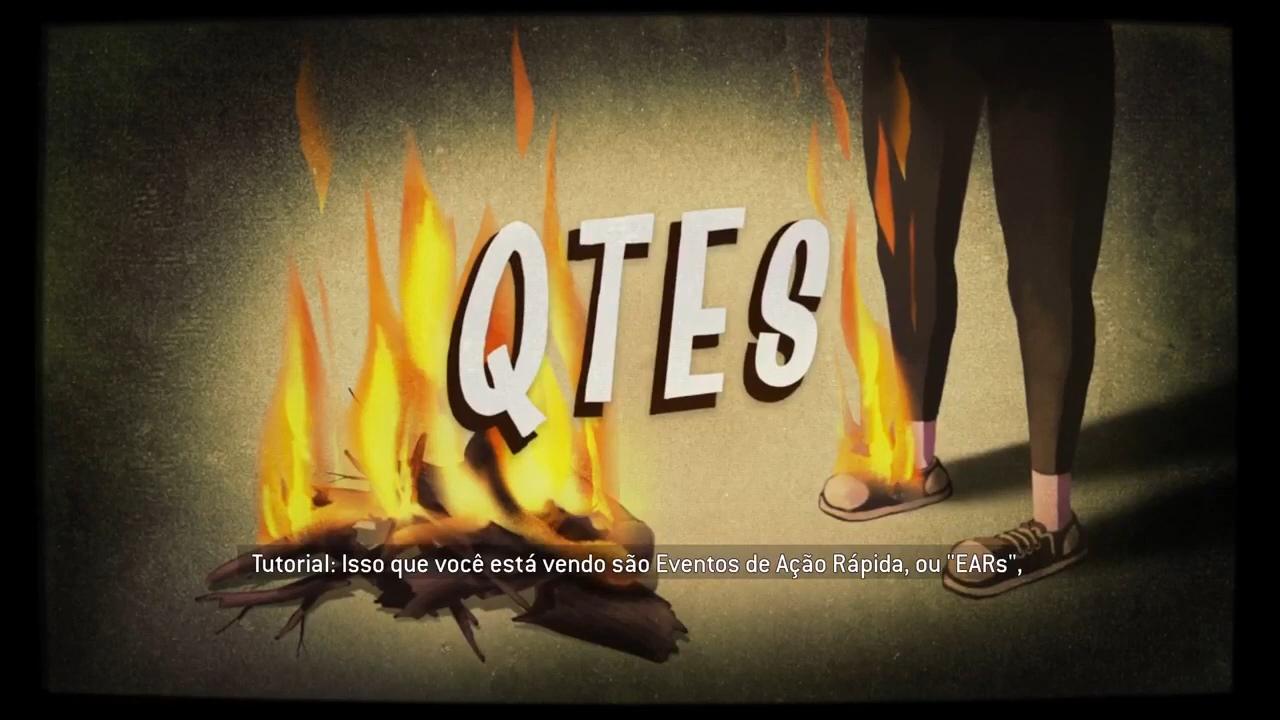 QTES
Tutorial: Isso que você está vendo são Eventos de Ação Rápida, ou "EARs",